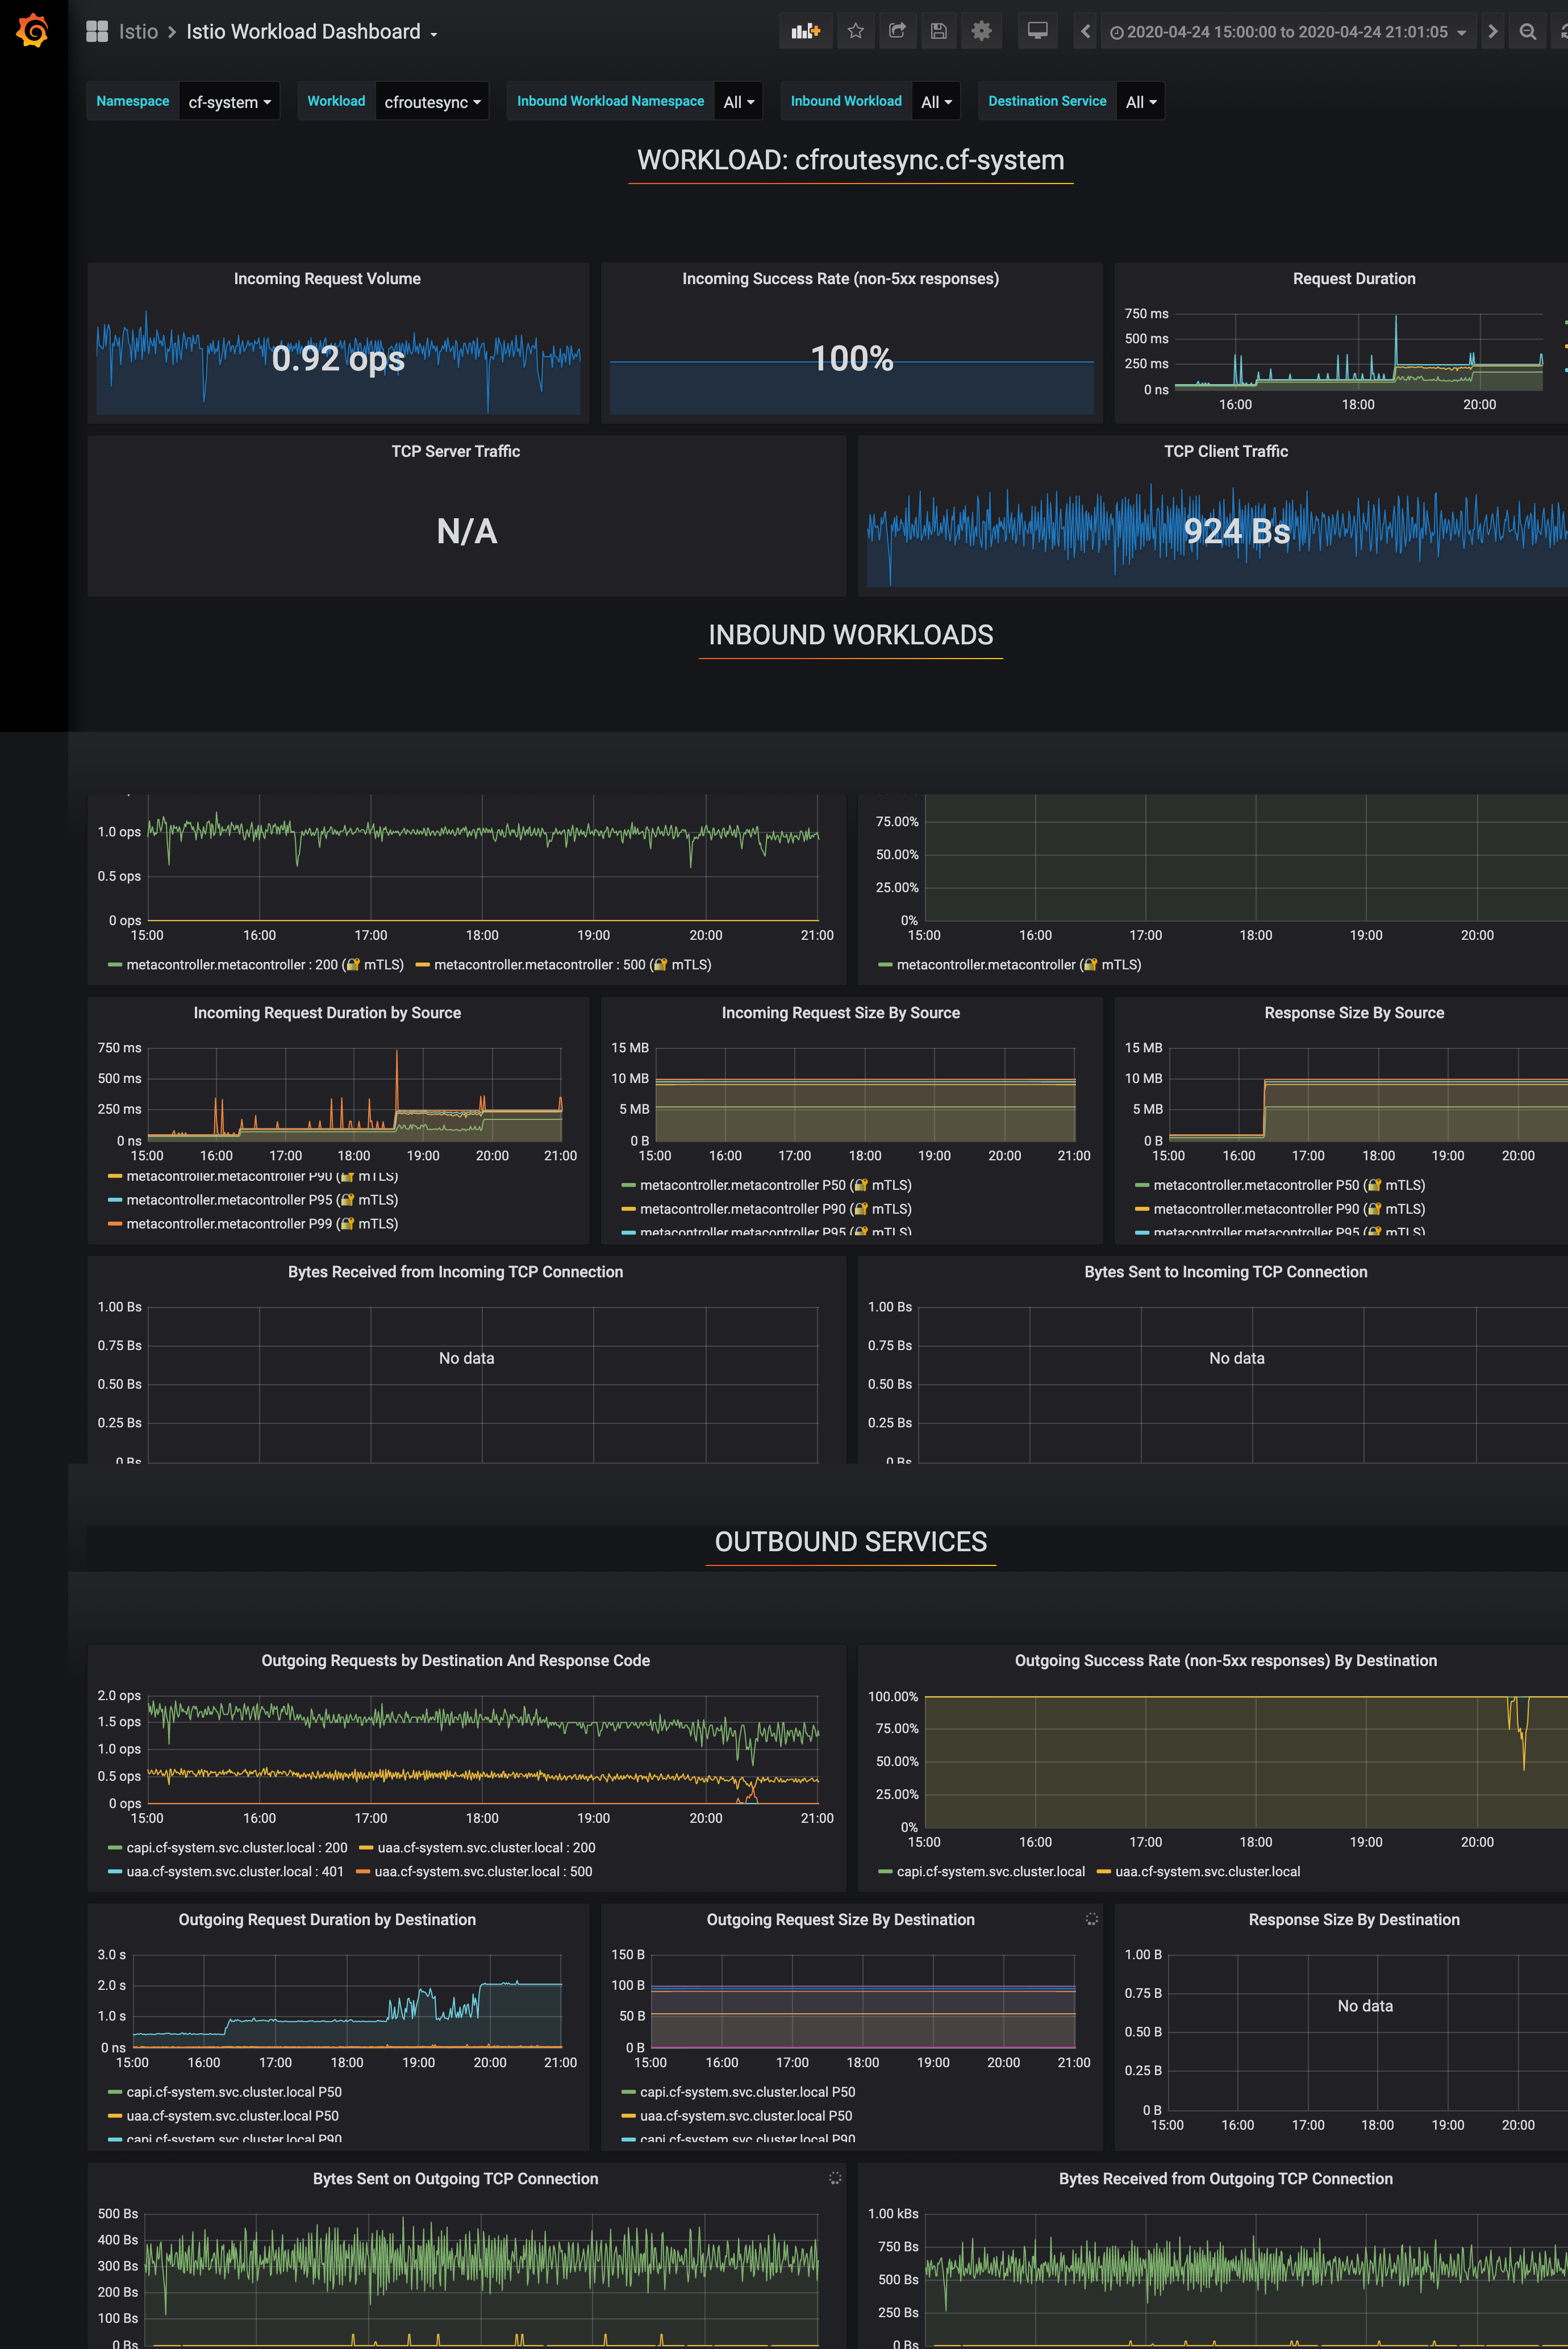 Istio > Istio Workload Dashboard
2020-04-24 15:00:00 to 2020-04-24 21:01:05
Namespace cf-system Workload cfroutesync Inbound Workload Namespace All Inbound Workload All Destination Service All
WORKLOAD: cfroutesync.cf-system
Incoming Request Volume
0.92 ops
Incoming Success Rate (non-5xx responses)
100%
Request Duration
750 ms
500 ms
250 ms
0 ns
16:00 18:00 20:00
TCP Server Traffic
N/A
TCP Client Traffic
924 Bs
INBOUND WORKLOADS
1.0 ops
0.5 ops
0 ops
15:00 16:00 17:00 18:00 19:00 20:00 21:00
metacontroller.metacontroller : 200 (🔐 mTLS) metacontroller.metacontroller : 500 (🔐 mTLS)
75.00%
50.00%
25.00%
0%
15:00 16:00 17:00 18:00 19:00 20:00
metacontroller.metacontroller (🔐 mTLS)
Incoming Request Duration by Source
750 ms
500 ms
250 ms
0 ns
15:00 16:00 17:00 18:00 19:00 20:00 21:00
metacontroller.metacontroller P90 (🔐 mTLS)
metacontroller.metacontroller P95 (🔐 mTLS)
metacontroller.metacontroller P99 (🔐 mTLS)
Incoming Request Size By Source
15 MB
10 MB
5 MB
0 B
15:00 16:00 17:00 18:00 19:00 20:00 21:00
metacontroller.metacontroller P50 (🔐 mTLS)
metacontroller.metacontroller P90 (🔐 mTLS)
metacontroller.metacontroller P95 (🔐 mTLS)
Response Size By Source
15 MB
10 MB
5 MB
0 B
15:00 16:00 17:00 18:00 19:00 20:00
metacontroller.metacontroller P50 (🔐 mTLS)
metacontroller.metacontroller P90 (🔐 mTLS)
metacontroller.metacontroller P95 (🔐 mTLS)
Bytes Received from Incoming TCP Connection
1.00 Bs
0.75 Bs
No data
0.50 Bs
0.25 Bs
0 Bs
Bytes Sent to Incoming TCP Connection
1.00 Bs
0.75 Bs
No data
0.50 Bs
0.25 Bs
0 Bs
OUTBOUND SERVICES
Outgoing Requests by Destination And Response Code
2.0 ops
1.5 ops
1.0 ops
0.5 ops
0 ops
15:00 16:00 17:00 18:00 19:00 20:00 21:00
capi.cf-system.svc.cluster.local : 200 uaa.cf-system.svc.cluster.local : 200
uaa.cf-system.svc.cluster.local : 401 uaa.cf-system.svc.cluster.local : 500
Outgoing Success Rate (non-5xx responses) By Destination
100.00%
75.00%
50.00%
25.00%
0%
15:00 16:00 17:00 18:00 19:00 20:00
capi.cf-system.svc.cluster.local uaa.cf-system.svc.cluster.local
Outgoing Request Duration by Destination
3.0 s
2.0 s
1.0 s
0 ns
15:00 16:00 17:00 18:00 19:00 20:00 21:00
capi.cf-system.svc.cluster.local P50
uaa.cf-system.svc.cluster.local P50
capi.cf-system.svc.cluster.local P90
Outgoing Request Size By Destination
150 B
100 B
50 B
0 B
15:00 16:00 17:00 18:00 19:00 20:00 21:00
capi.cf-system.svc.cluster.local P50
uaa.cf-system.svc.cluster.local P50
capi.cf-system.svc.cluster.local P90
Response Size By Destination
1.00 B
0.75 B
No data
0.50 B
0.25 B
0 B
15:00 16:00 17:00 18:00 19:00 20:00
Bytes Sent on Outgoing TCP Connection
500 Bs
400 Bs
300 Bs
200 Bs
100 Bs
0 Bs
Bytes Received from Outgoing TCP Connection
1.00 kBs
750 Bs
500 Bs
250 Bs
0 Bs